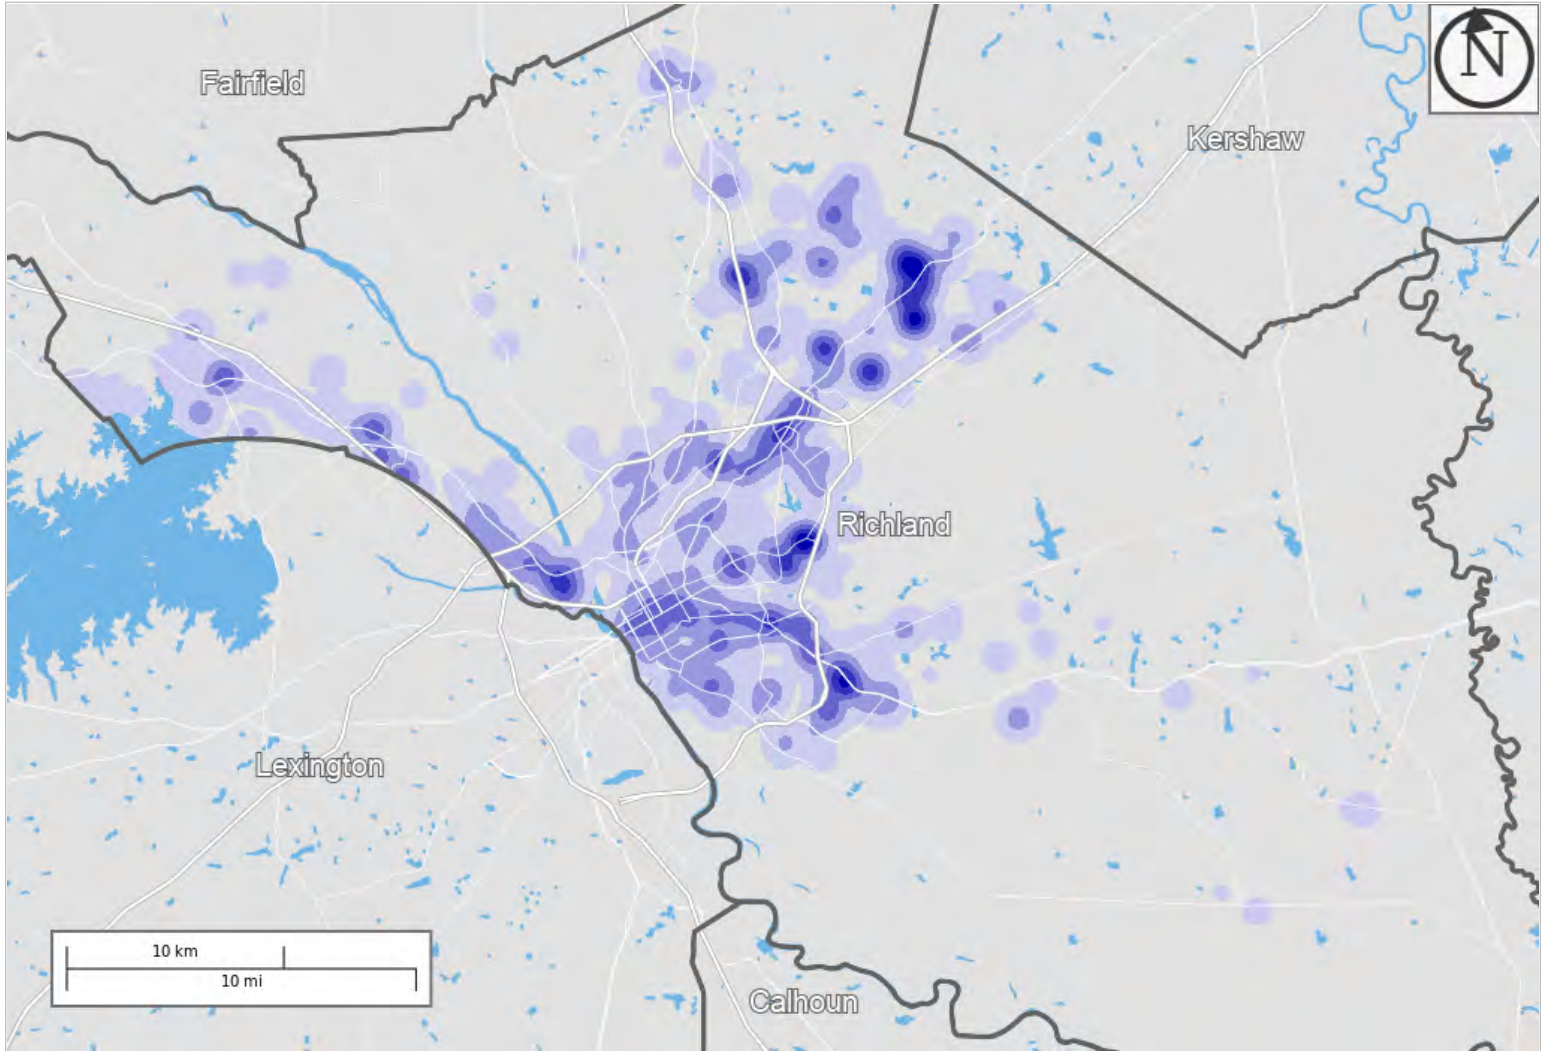 N
Fairfield
Kershaw
Richland
Lexington
10 km
10 mi
Calhoun